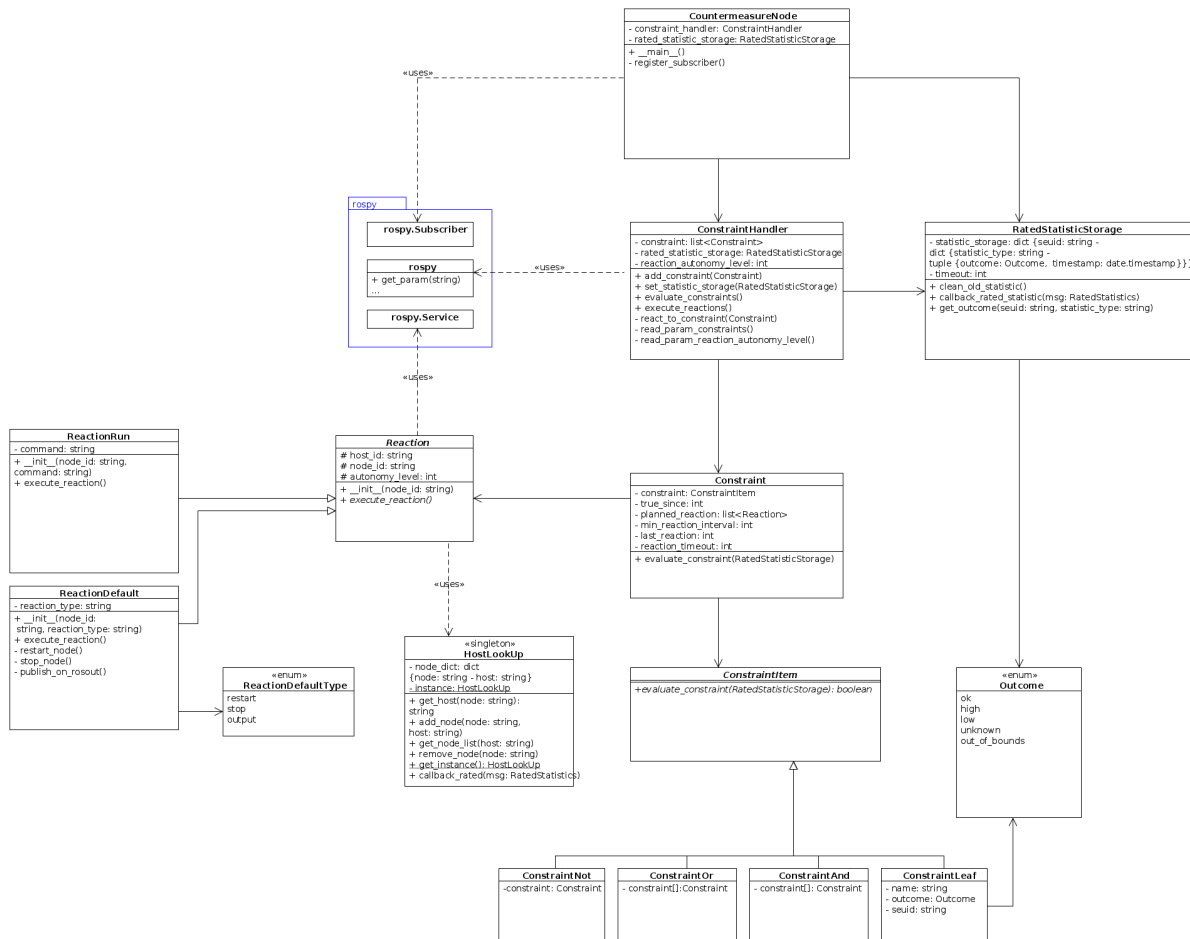 CountermeasureNode
- constraint_handler: ConstraintHandler
- rated_statistic_storage: RatedStatisticStorage
+ __main__()
- register_subscriber()
«uses»
rospy
rospy.Subscriber
rospy
+ get_param(string)
...
rospy.Service
«uses»
ConstraintHandler
- constraint: list<Constraint>
- rated_statistic_storage: RatedStatisticStorage
- reaction_autonomy_level: int
+ add_constraint(Constraint)
+ set_statistic_storage(RatedStatisticStorage)
+ evaluate_constraints()
+ execute_reactions()
- react_to_constraint(Constraint)
- read_param_constraints()
- read_param_reaction_autonomy_level()
RatedStatisticStorage
- statistic_storage: dict {seuid: string -
dict {statistic_type: string -
tuple {outcome: Outcome, timestamp: date.timestamp}}}
- timeout: int
+ clean_old_statistic()
+ callback_rated_statistic(msg: RatedStatistics)
+ get_outcome(seuid: string, statistic_type: string)
«uses»
ReactionRun
- command: string
+ __init__(node_id: string,
command: string)
+ execute_reaction()
Reaction
# host_id: string
# node_id: string
# autonomy_level: int
+ __init__(node_id: string)
+ execute_reaction()
Constraint
- constraint: ConstraintItem
- true_since: int
- planned_reaction: list<Reaction>
- min_reaction_interval: int
- last_reaction: int
- reaction_timeout: int
+ evaluate_constraint(RatedStatisticStorage)
ReactionDefault
- reaction_type: string
+ __init__(node_id:
string, reaction_type: string)
+ execute_reaction()
- restart_node()
- stop_node()
- publish_on_rosout()
«uses»
«singleton»
HostLookUp
- node_dict: dict
{node: string - host: string}
- instance: HostLookUp
+ get_host(node: string):
string
+ add_node(node: string,
host: string)
+ get_node_list(host: string)
+ remove_node(node: string)
+ get_instance(): HostLookUp
+ callback_rated(msg: RatedStatistics)
«enum»
ReactionDefaultType
restart
stop
output
ConstraintItem
+evaluate_constraint(RatedStatisticStorage): boolean
«enum»
Outcome
ok
high
low
unknown
out_of_bounds
ConstraintNot
-constraint: Constraint
ConstraintOr
- constraint[]:Constraint
ConstraintAnd
- constraint[]: Constraint
ConstraintLeaf
- name: string
- outcome: Outcome
- seuid: string